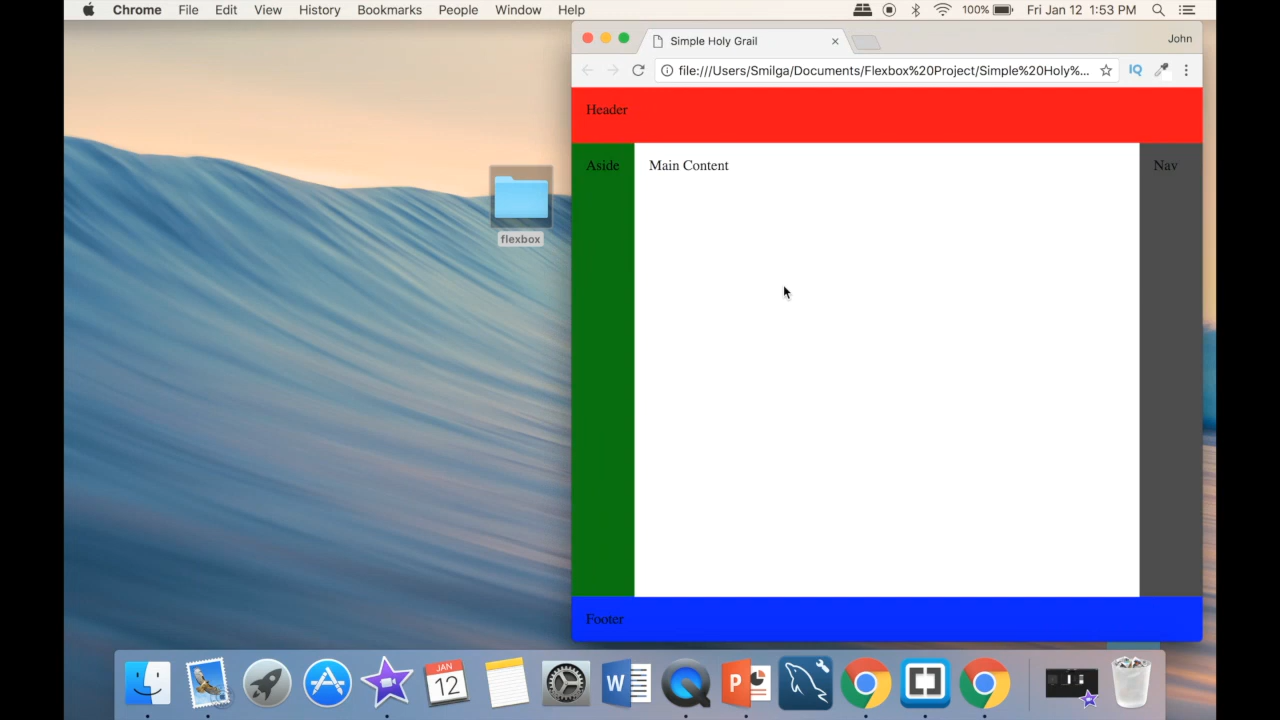 Chrome File Edit View History Bookmarks People Window Help 100% Fri Jan 12 1:53 PM
Simple Holy Grail × John
file:///Users/Smilga/Documents/Flexbox%20Project/Simple%20Holy%... IQ
Header
Aside Main Content Nav
flexbox
Footer
JAN
12
W P